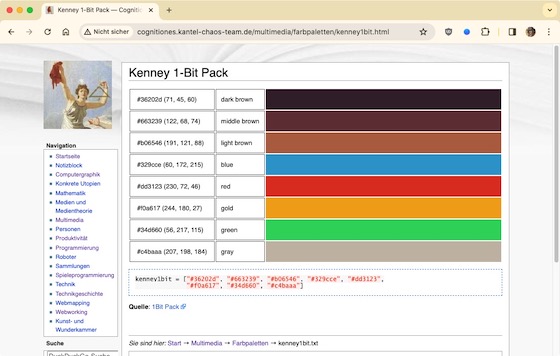 Kenney 1-Bit Pack — Cogniti
Nicht sicher
cognitiones.kantel-chaos-team.de/multimedia/farbpaletten/kenney1bit.html
Kenney 1-Bit Pack
#36202d (71, 45, 60) dark brown
#663239 (122, 68, 74) middle brown
#b06546 (191, 121, 88) light brown
#329cce (60, 172, 215) blue
#dd3123 (230, 72, 46) red
#f0a617 (244, 180, 27) gold
#34d660 (56, 217, 115) green
#c4baaa (207, 198, 184) gray
kenney1bit = ["#36202d", "#663239", "#b06546", "#329cce", "#dd3123",
"#f0a617", "#34d660", "#c4baaa"]
Quelle: 1Bit Pack
Sie sind hier: Start → Multimedia → Farbpaletten → kenney1bit.txt
Navigation
Startseite
Notizblock
Computergraphik
Konkrete Utopien
Mathematik
Medien und
Medientheorie
Multimedia
Personen
Produktivität
Programmierung
Roboter
Sammlungen
Spieleprogrammierung
Technik
Technikgeschichte
Webmapping
Webworking
Kunst- und
Wunderkammer
Suche
DuckDuckGo-Suche